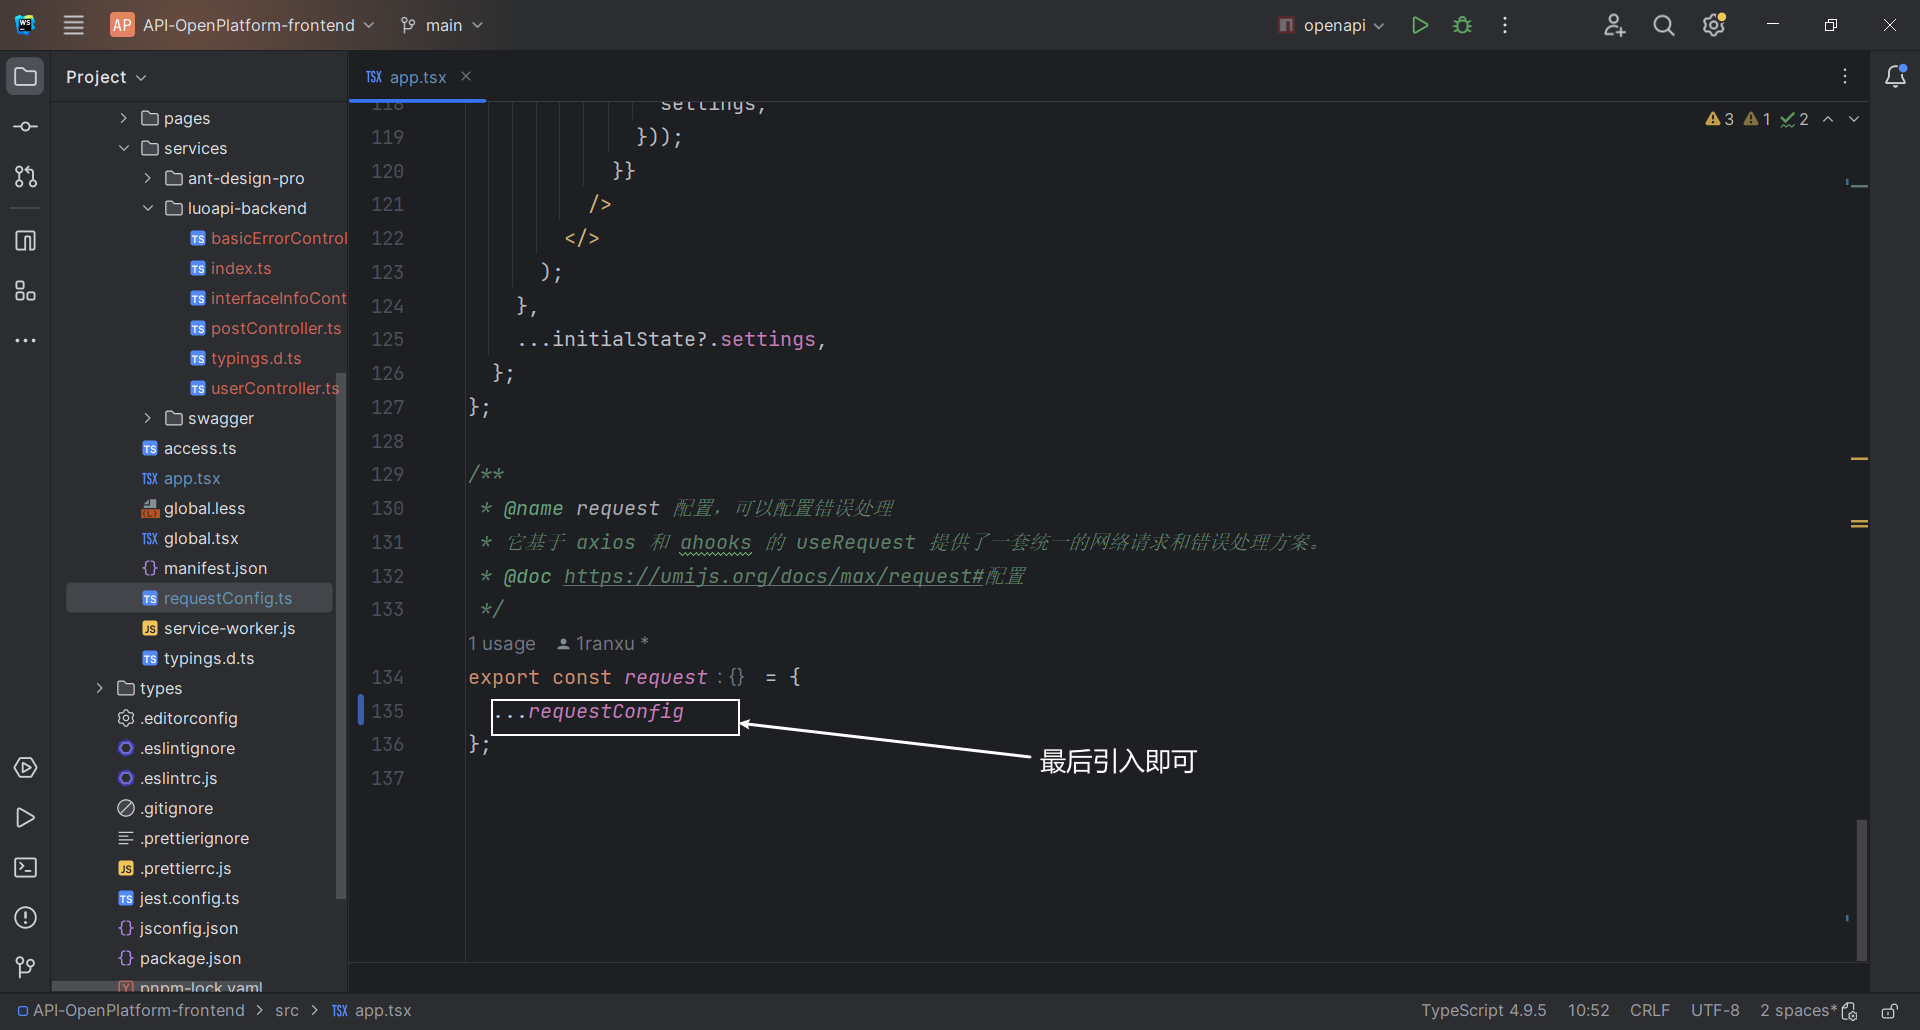 AP API-OpenPlatform-frontend main openapi
Project
app.tsx
3 1 2
pages
services
ant-design-pro
luoapi-backend
basicErrorControl
index.ts
interfaceInfoCont
postController.ts
typings.d.ts
userController.ts
swagger
access.ts
app.tsx
global.less
global.tsx
manifest.json
requestConfig.ts
service-worker.js
typings.d.ts
types
.editorconfig
.eslintignore
.eslintrc.js
.gitignore
.prettierignore
.prettierrc.js
jest.config.ts
jsconfig.json
package.json
pnpm-lock.yaml
118 settings,
119 }));
120 }}
121 />
122 </>
123 );
124 },
125 ...initialState?.settings,
126 };
127 };
128
129 /**
130 * @name request 配置，可以配置错误处理
131 * 它基于 axios 和 ahooks 的 useRequest 提供了一套统一的网络请求和错误处理方案。
132 * @doc https://umijs.org/docs/max/request#配置
133 */
1 usage 1ranxu *
134 export const request : {} = {
135 ...requestConfig
136 };
137
最后引入即可
API-OpenPlatform-frontend > src > TSX app.tsx
TypeScript 4.9.5 10:52 CRLF UTF-8 2 spaces*